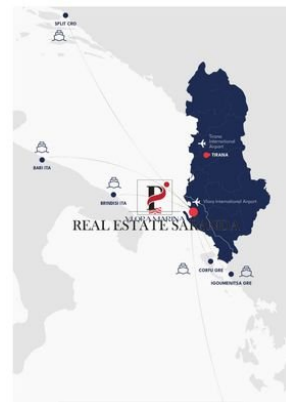 SPLIT CRO
Tirana
International
Airport
TIRANA
BARI ITA
BRINDISI ITA
Vlora International Airport
VLORA MARINA
REAL ESTATE
CORFU GRE
IGOUMENITSA GRE